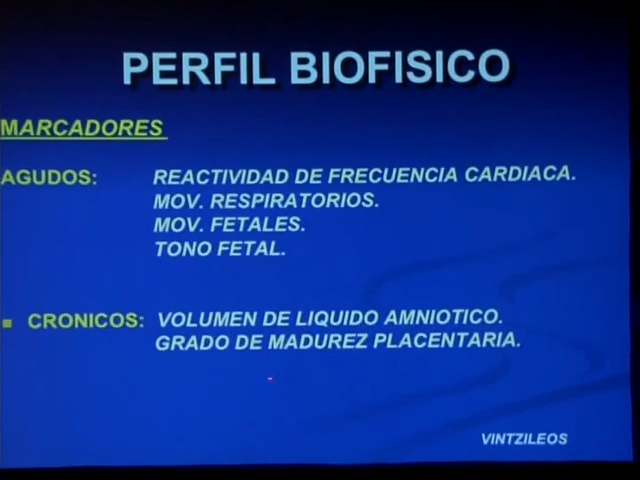 PERFIL BIOFISICO
MARCADORES
AGUDOS: REACTIVIDAD DE FRECUENCIA CARDIACA.
MOV. RESPIRATORIOS.
MOV. FETALES.
TONO FETAL.
CRONICOS: VOLUMEN DE LIQUIDO AMNIOTICO.
GRADO DE MADUREZ PLACENTARIA.
VINTZILEOS